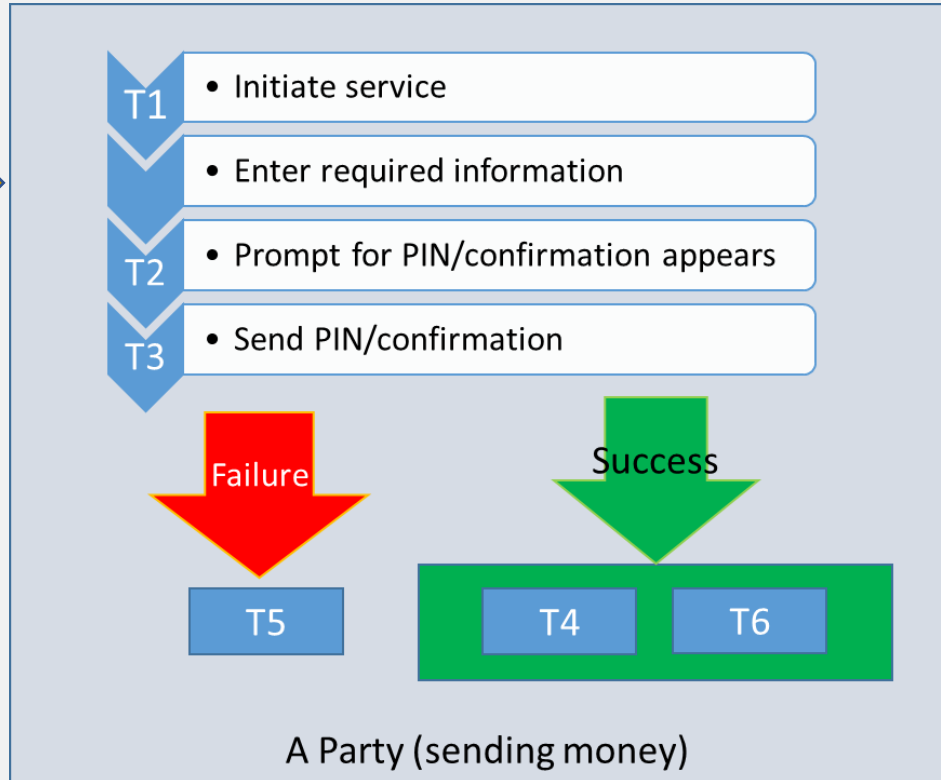 T1
• Initiate service
• Enter required information
T2
• Prompt for PIN/confirmation appears
T3
• Send PIN/confirmation
Failure
Success
T5
T4
T6
A Party (sending money)